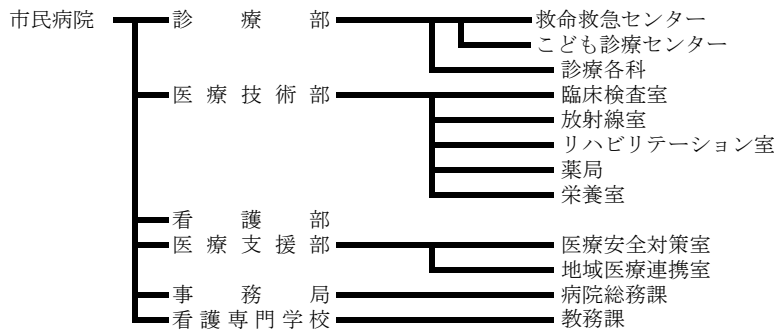 市民病院 診療部 救命救急センター
こども診療センター
診療各科
医療技術部 臨床検査室
放射線室
リハビリテーション室
薬局
栄養室
看護部
医療支援部 医療安全対策室
地域医療連携室
事務局 病院総務課
看護専門学校 教務課